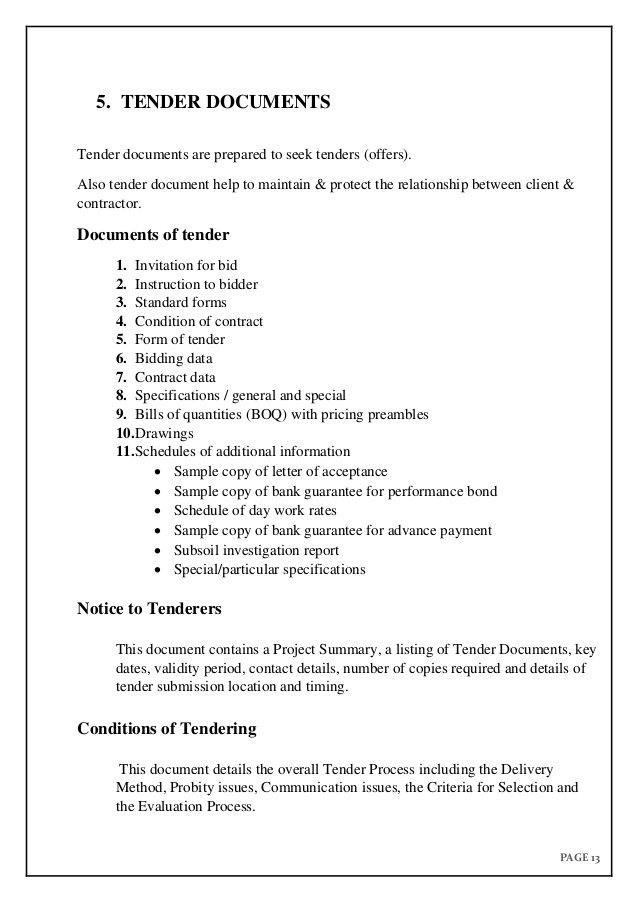 5. TENDER DOCUMENTS
Tender documents are prepared to seek tenders (offers).
Also tender document help to maintain & protect the relationship between client &
contractor.
Documents of tender
1. Invitation for bid
2. Instruction to bidder
3. Standard forms
4. Condition of contract
5. Form of tender
6. Bidding data
7. Contract data
8. Specifications / general and special
9. Bills of quantities (BOQ) with pricing preambles
10.Drawings
11.Schedules of additional information
• Sample copy of letter of acceptance
• Sample copy of bank guarantee for performance bond
• Schedule of day work rates
• Sample copy of bank guarantee for advance payment
• Subsoil investigation report
• Special/particular specifications
Notice to Tenderers
This document contains a Project Summary, a listing of Tender Documents, key
dates, validity period, contact details, number of copies required and details of
tender submission location and timing.
Conditions of Tendering
This document details the overall Tender Process including the Delivery
Method, Probity issues, Communication issues, the Criteria for Selection and
the Evaluation Process.
PAGE 13